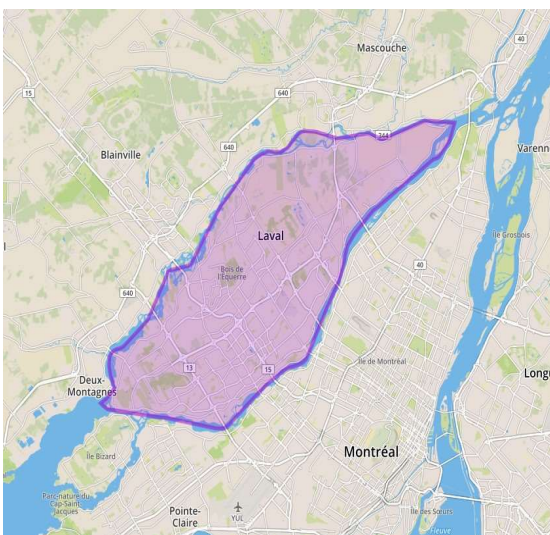 Mascouche
40
15
640
344
640
Blainville
Varenn
Laval
Île Grosbois
Bois de
l'Équerre
40
640
13
15
Île de Montréal
Long
Deux-
Montagnes
Île Bizard
Montréal
Parc-nature du
Cap-Saint-
Jacques
Pointe-
Claire
YUL
Île des Sœurs
Fleuve